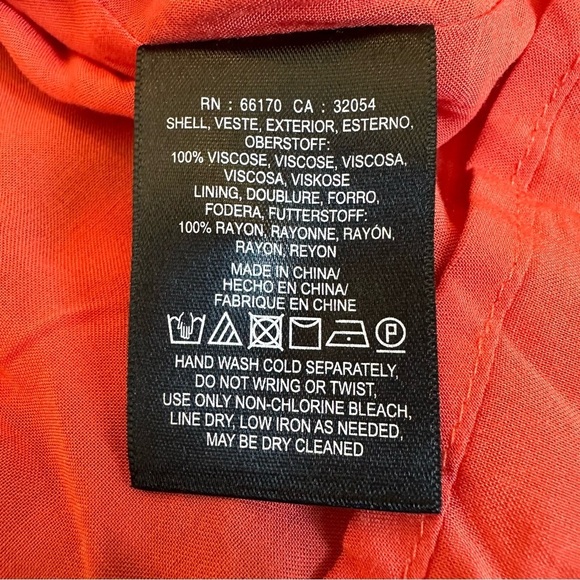 RN : 66170 CA : 32054
SHELL, VESTE, EXTERIOR, ESTERNO,
OBERSTOFF:
100% VISCOSE, VISCOSE, VISCOSA,
VISCOSA, VISKOSE
LINING, DOUBLURE, FORRO,
FODERA, FUTTERSTOFF:
100% RAYON, RAYONNE, RAYÓN,
RAYON, REYON
MADE IN CHINA/
HECHO EN CHINA/
FABRIQUE EN CHINE
P
HAND WASH COLD SEPARATELY,
DO NOT WRING OR TWIST,
USE ONLY NON-CHLORINE BLEACH,
LINE DRY, LOW IRON AS NEEDED,
MAY BE DRY CLEANED